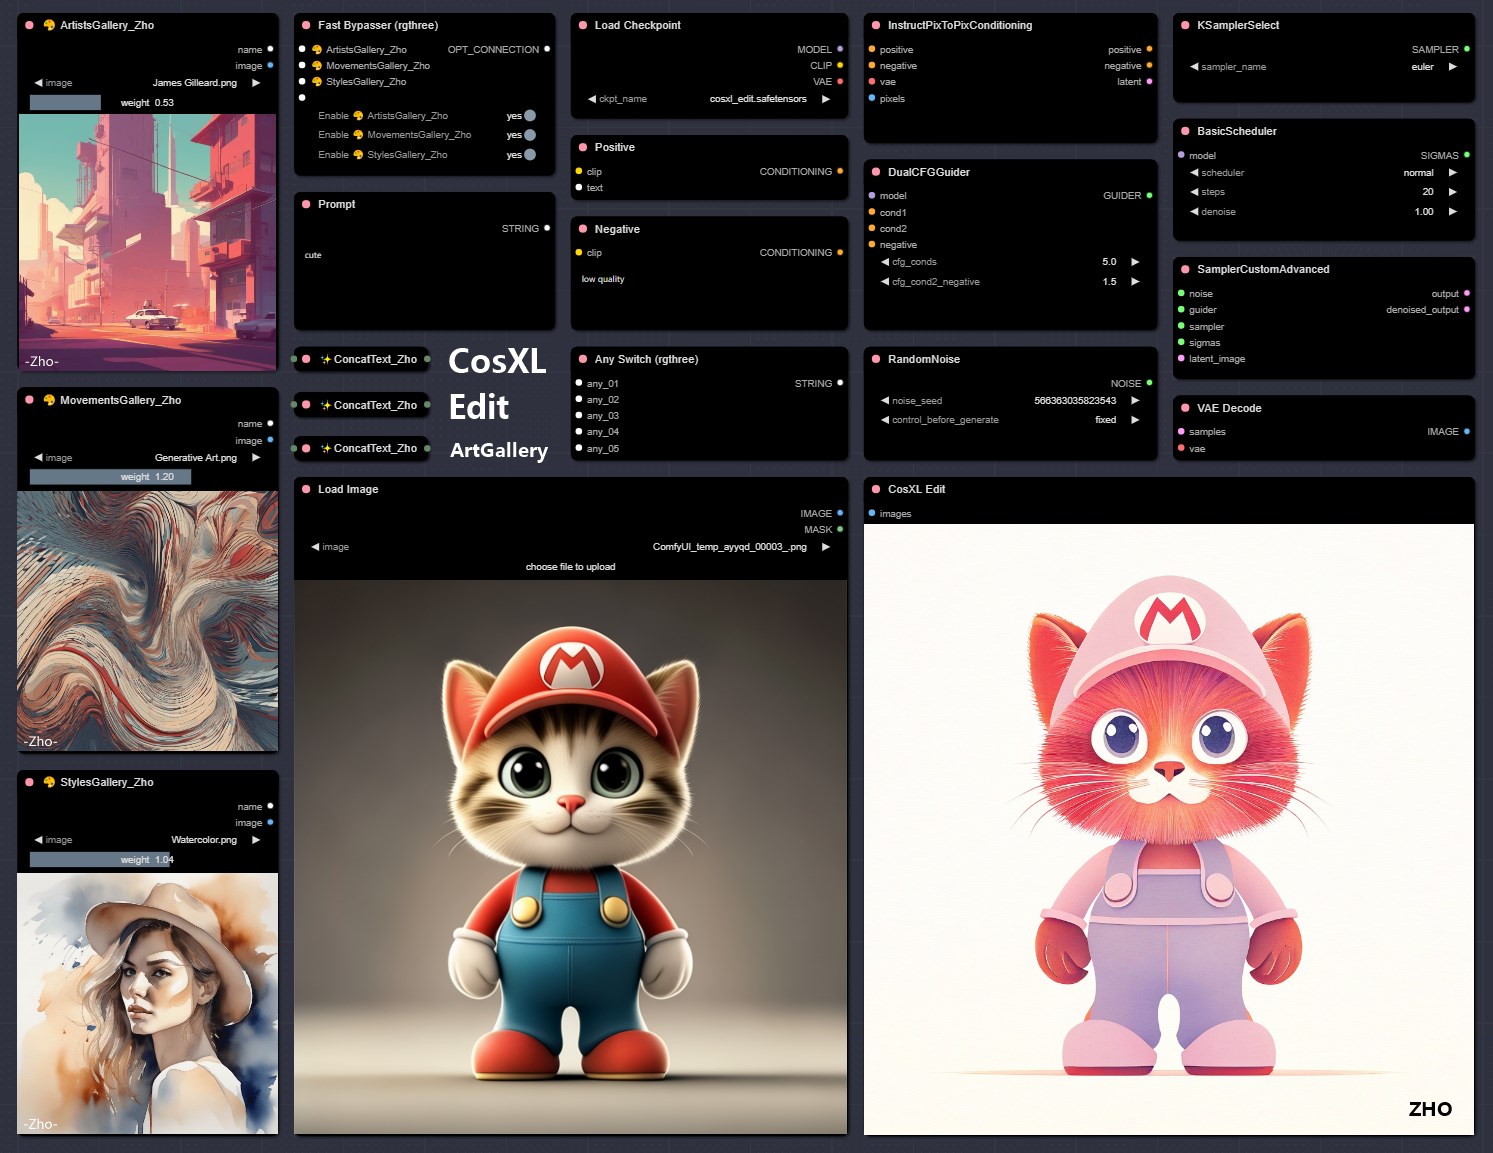 ArtistsGallery_Zho
name
image
image James Gilleard.png
weight 0.53
-Zho-
MovementsGallery_Zho
name
image
image Generative Art.png
weight 1.20
-Zho-
StylesGallery_Zho
name
image
image Watercolor.png
weight 1.04
-Zho-
Fast Bypasser (rgthree)
ArtistsGallery_Zho OPT_CONNECTION
MovementsGallery_Zho
StylesGallery_Zho
Enable ArtistsGallery_Zho yes
Enable MovementsGallery_Zho yes
Enable StylesGallery_Zho yes
Prompt
STRING
cute
ConcatText_Zho
ConcatText_Zho
ConcatText_Zho
CosXL
Edit
ArtGallery
Load Checkpoint
MODEL
CLIP
VAE
ckpt_name cosxl_edit.safetensors
Positive
clip CONDITIONING
text
Negative
clip CONDITIONING
low quality
Any Switch (rgthree)
any_01 STRING
any_02
any_03
any_04
any_05
Load Image
IMAGE
MASK
image ComfyUI_temp_ayyqd_00003_.png
choose file to upload
M
InstructPixToPixConditioning
positive positive
negative negative
vae latent
pixels
DualCFGGuider
model GUIDER
cond1
cond2
negative
cfg_conds 5.0
cfg_cond2_negative 1.5
RandomNoise
NOISE
noise_seed 566363035823543
control_before_generate fixed
KSamplerSelect
SAMPLER
sampler_name euler
BasicScheduler
model SIGMAS
scheduler normal
steps 20
denoise 1.00
SamplerCustomAdvanced
noise output
guider denoised_output
sampler
sigmas
latent_image
VAE Decode
samples IMAGE
vae
CosXL Edit
images
M
ZHO